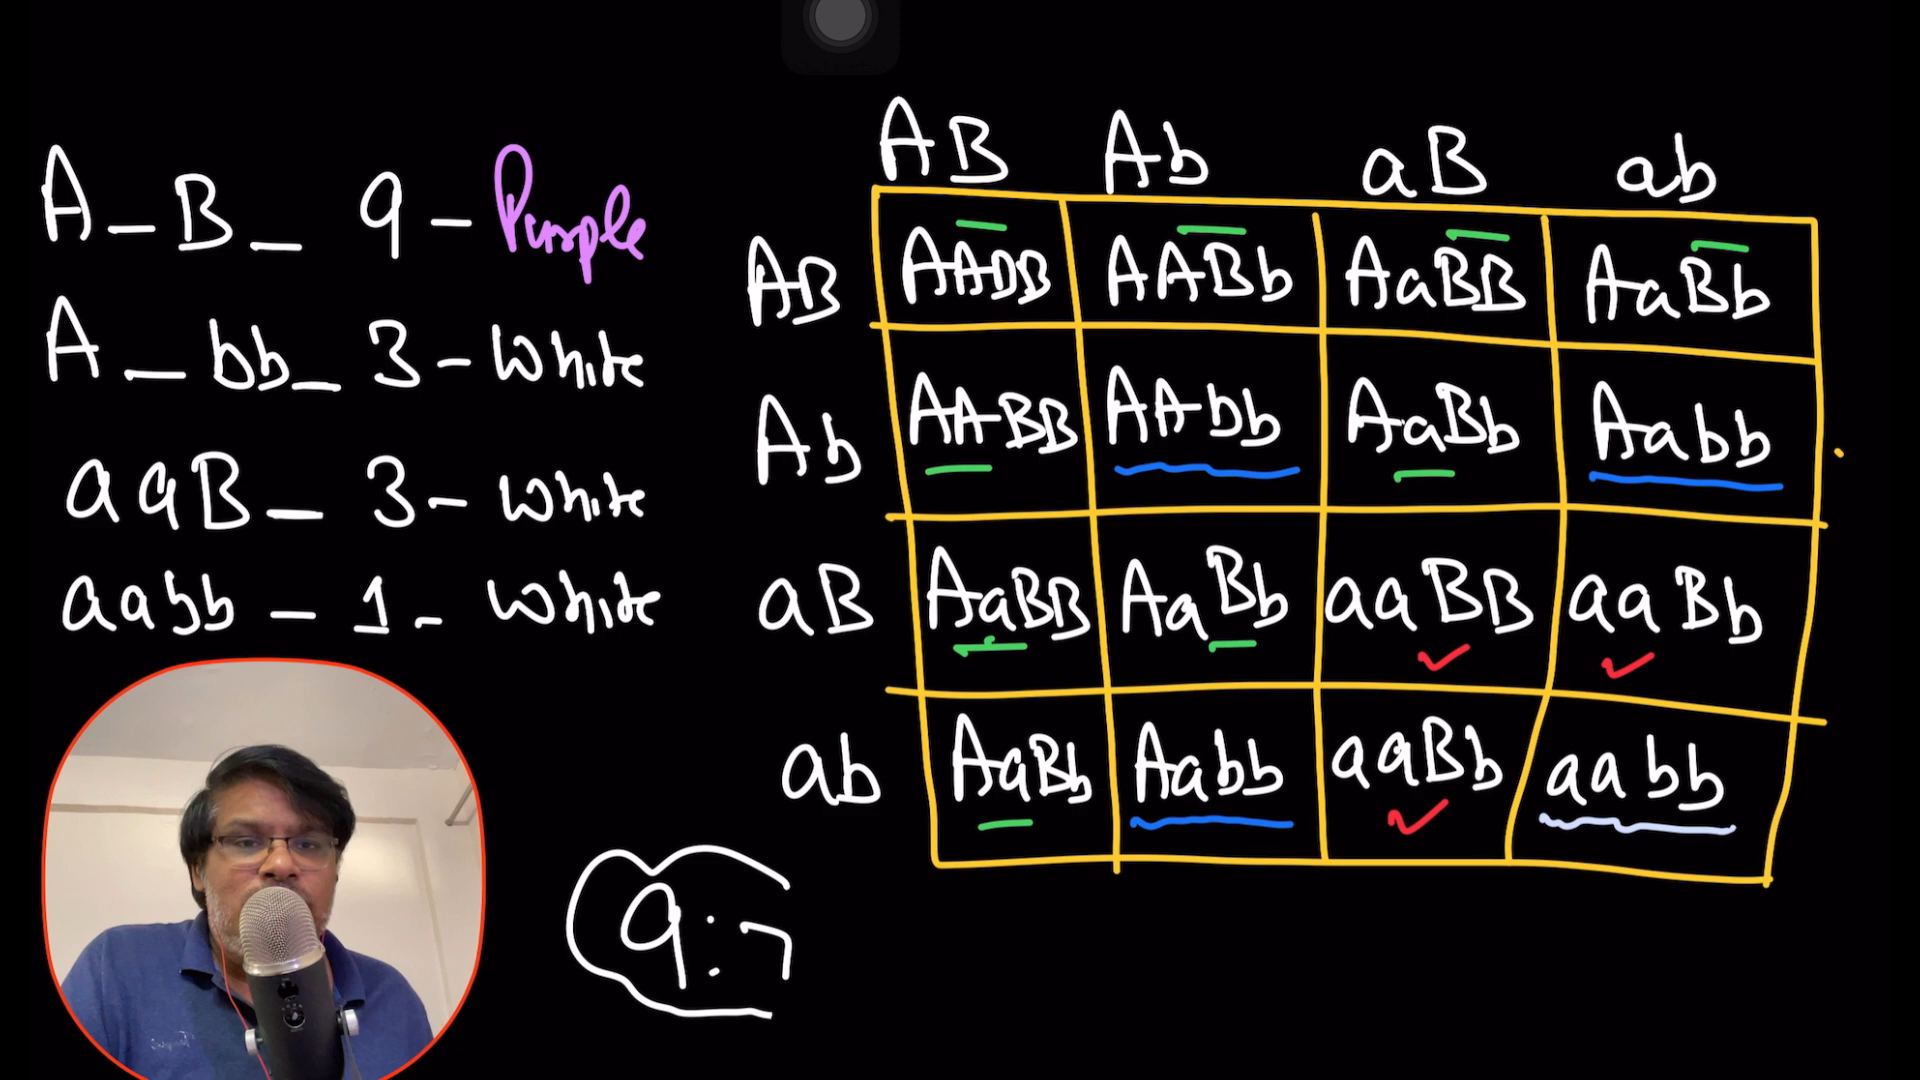 A_B_ 9 - Purple
A_bb_ 3 - White
aaB_ 3 - White
aabb - 1 - White
9:7
AB Ab aB ab
AB AABB AABb AaBB AaBb
Ab AABB AAbb AaBb Aabb
aB AaBB AaBb aaBB aaBb
ab AaBb Aabb aaBb aabb